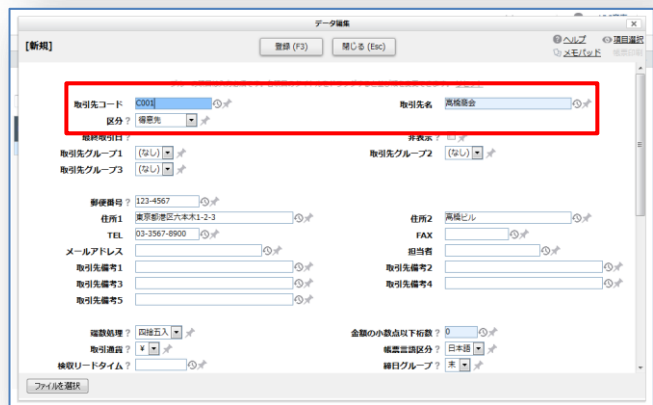 データ編集
[新規]
登録 (F3) 閉じる (Esc)
ヘルプ 項目選択
メモパッド 帳票印刷
取引先コード C001 取引先名 高橋商会
区分 ? 得意先
最終取引日 ? 非表示 ?
取引先グループ1 (なし) 取引先グループ2 (なし)
取引先グループ3 (なし)
郵便番号 ? 123-4567
住所1 東京都港区六本木1-2-3 住所2 高橋ビル
TEL 03-3567-8900 FAX
メールアドレス 担当者
取引先備考1 取引先備考2
取引先備考3 取引先備考4
取引先備考5
端数処理 ? 四捨五入 金額の小数点以下桁数 ? 0
取引通貨 ? ¥ 帳票言語区分 ? 日本語
検収リードタイム ? 締日グループ ? 末
ファイルを選択